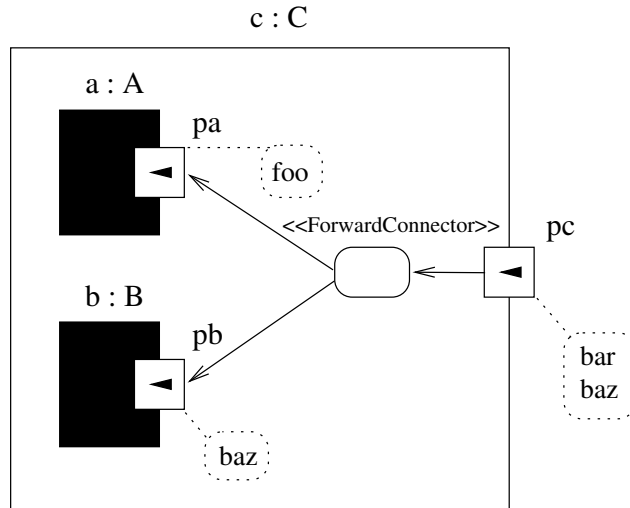 c : C
a : A
pa
foo
<<ForwardConnector>>
pc
b : B
pb
bar
baz
baz